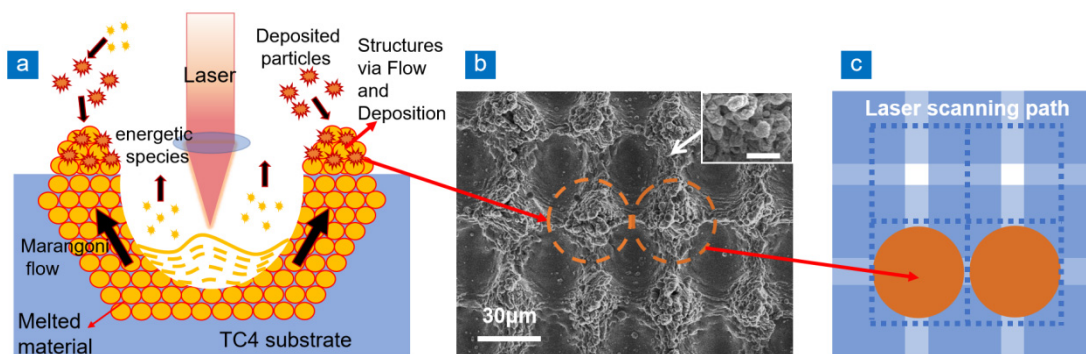 a
Laser
Deposited
particles
Structures
via Flow
and
Deposition
energetic
species
Marangoni
flow
Melted
material
TC4 substrate
b
30μm
c
Laser scanning path